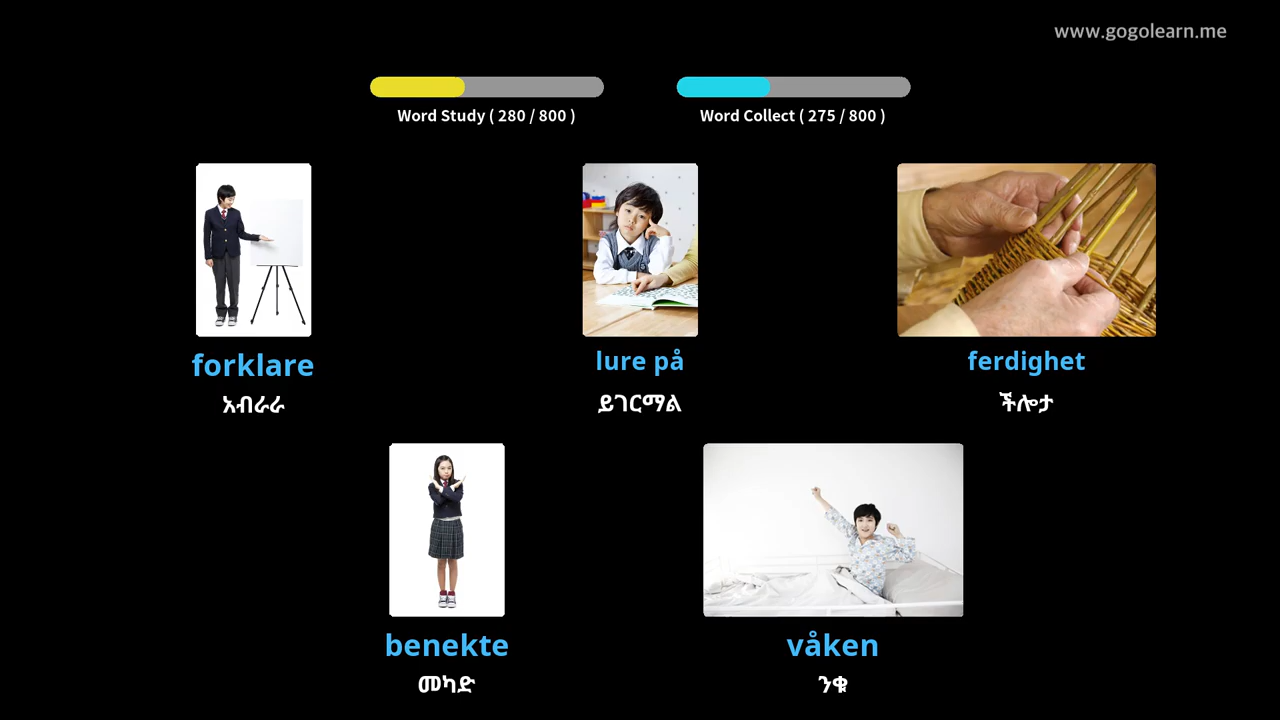 www.gogolearn.me
Word Study ( 280 / 800 )
Word Collect ( 275 / 800 )
forklare
አብራራ
lure på
ይገርማል
ferdighet
ችሎታ
benekte
መካድ
våken
ንቁ